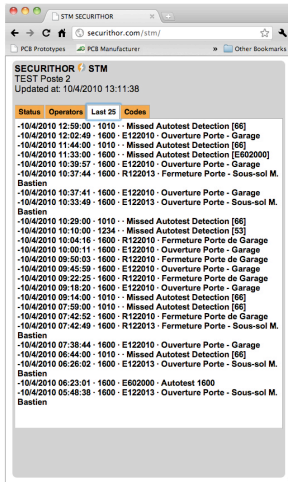 STM SECURITHOR
securithor.com/stm/
PCB Prototypes
PCB Manufacturer
»
Other Bookmarks
SECURITHOR STM
TEST Poste 2
Updated at: 10/4/2010 13:11:38
Status Operators Last 25 Codes
-10/4/2010 12:59:00 · 1010 · · Missed Autotest Detection [66]
-10/4/2010 12:02:49 · 1600 · E122010 · Ouverture Porte - Garage
-10/4/2010 11:44:00 · 1010 · · Missed Autotest Detection [66]
-10/4/2010 11:33:00 · 1600 · · Missed Autotest Detection [E602000]
-10/4/2010 10:39:57 · 1600 · E122010 · Ouverture Porte - Garage
-10/4/2010 10:37:44 · 1600 · R122013 · Fermeture Porte - Sous-sol M.
Bastien
-10/4/2010 10:37:41 · 1600 · E122010 · Ouverture Porte - Garage
-10/4/2010 10:33:49 · 1600 · E122013 · Ouverture Porte - Sous-sol M.
Bastien
-10/4/2010 10:29:00 · 1010 · · Missed Autotest Detection [66]
-10/4/2010 10:10:00 · 1234 · · Missed Autotest Detection [53]
-10/4/2010 10:04:16 · 1600 · R122010 · Fermeture Porte de Garage
-10/4/2010 10:00:11 · 1600 · E122010 · Ouverture Porte - Garage
-10/4/2010 09:50:03 · 1600 · R122010 · Fermeture Porte de Garage
-10/4/2010 09:45:59 · 1600 · E122010 · Ouverture Porte - Garage
-10/4/2010 09:22:25 · 1600 · R122010 · Fermeture Porte de Garage
-10/4/2010 09:18:20 · 1600 · E122010 · Ouverture Porte - Garage
-10/4/2010 09:14:00 · 1010 · · Missed Autotest Detection [66]
-10/4/2010 07:59:00 · 1010 · · Missed Autotest Detection [66]
-10/4/2010 07:42:52 · 1600 · R122010 · Fermeture Porte de Garage
-10/4/2010 07:42:49 · 1600 · R122013 · Fermeture Porte - Sous-sol M.
Bastien
-10/4/2010 07:38:44 · 1600 · E122010 · Ouverture Porte - Garage
-10/4/2010 06:44:00 · 1010 · · Missed Autotest Detection [66]
-10/4/2010 06:26:02 · 1600 · E122013 · Ouverture Porte - Sous-sol M.
Bastien
-10/4/2010 06:23:01 · 1600 · E602000 · Autotest 1600
-10/4/2010 05:48:38 · 1600 · E122013 · Ouverture Porte - Sous-sol M.
Bastien